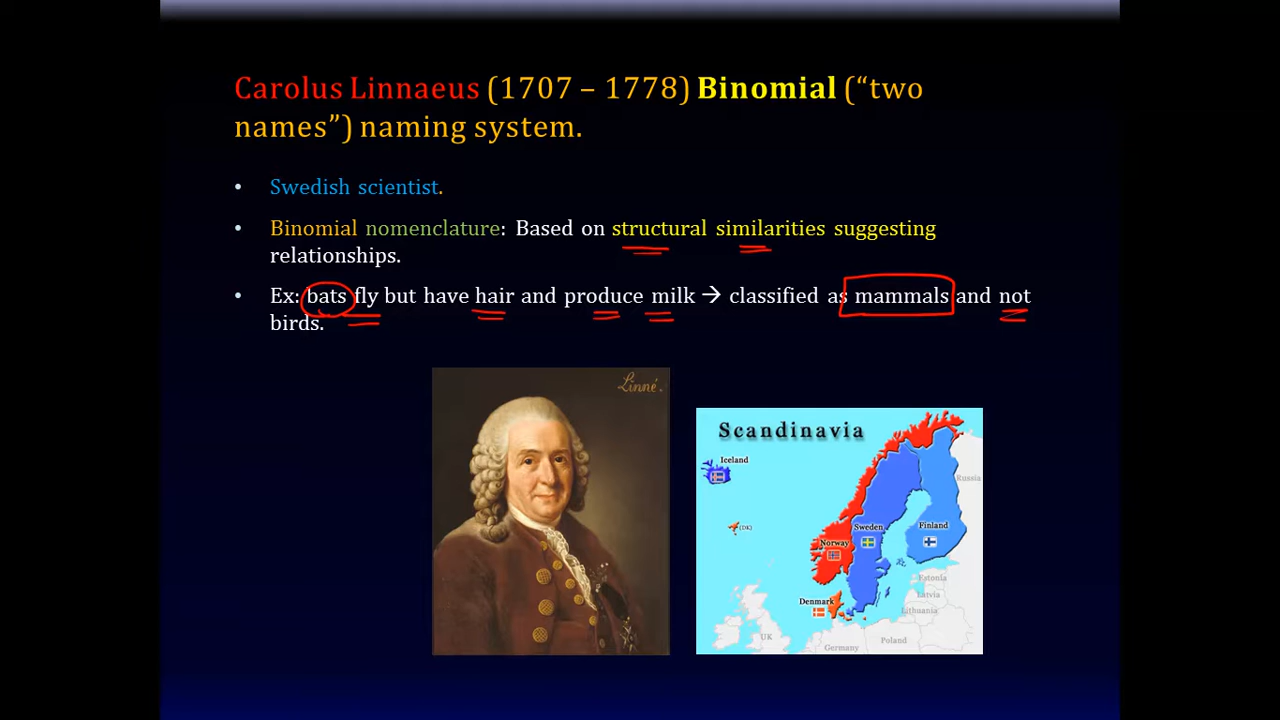 Carolus Linnaeus (1707 – 1778) Binomial (“two
names”) naming system.
• Swedish scientist.
• Binomial nomenclature: Based on structural similarities suggesting
relationships.
• Ex: bats fly but have hair and produce milk → classified as mammals and not
birds.
Linné.
Scandinavia
Iceland
Russia
(DK)
Sweden
Finland
Norway
Estonia
Latvia
Denmark
Lithuania
UK
Poland
Germany